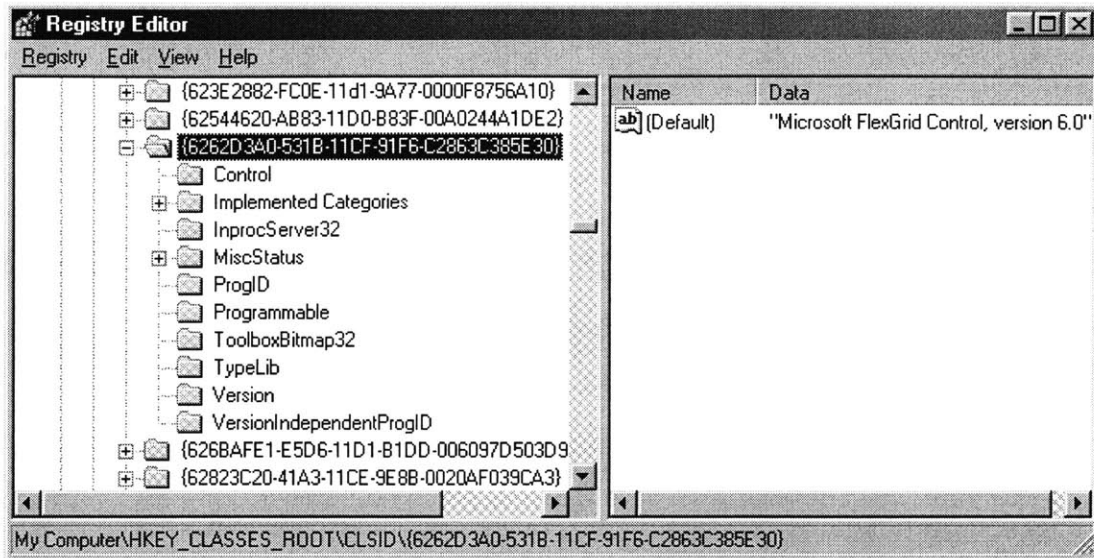 Registry Editor
Registry Edit View Help
{623E2882-FC0E-11d1-9A77-0000F8756A10}
{62544620-AB83-11D0-B83F-00A0244A1DE2}
{6262D3A0-531B-11CF-91F6-C2863C385E30}
Control
Implemented Categories
InprocServer32
MiscStatus
ProgID
Programmable
ToolboxBitmap32
TypeLib
Version
VersionIndependentProgID
{626BAFE1-E5D6-11D1-B1DD-006097D503D9
{62823C20-41A3-11CE-9E8B-0020AF039CA3}
Name Data
ab (Default) "Microsoft FlexGrid Control, version 6.0"
My Computer\HKEY_CLASSES_ROOT\CLSID\{6262D3A0-531B-11CF-91F6-C2863C385E30}